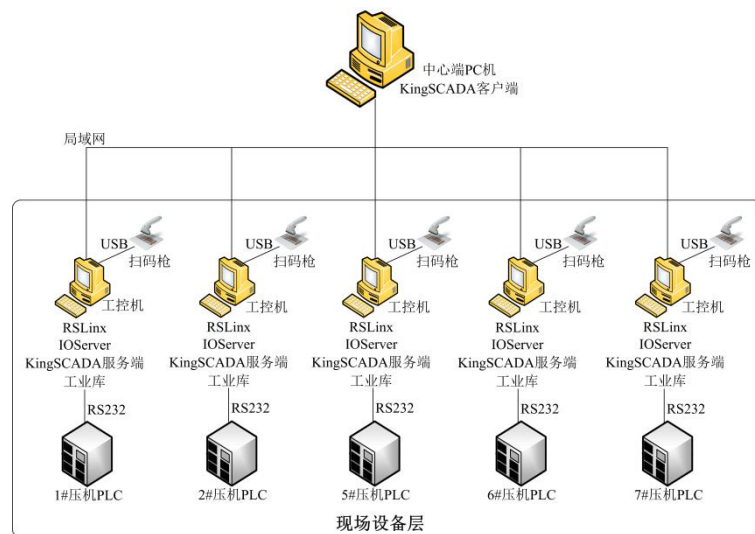 中心端PC机
KingSCADA客户端
局域网
USB
扫码枪
工控机
RSLinx
IOServer
KingSCADA服务端
工业库
RS232
1#压机PLC
USB
扫码枪
工控机
RSLinx
IOServer
KingSCADA服务端
工业库
RS232
2#压机PLC
USB
扫码枪
工控机
RSLinx
IOServer
KingSCADA服务端
工业库
RS232
5#压机PLC
USB
扫码枪
工控机
RSLinx
IOServer
KingSCADA服务端
工业库
RS232
6#压机PLC
USB
扫码枪
工控机
RSLinx
IOServer
KingSCADA服务端
工业库
RS232
7#压机PLC
现场设备层